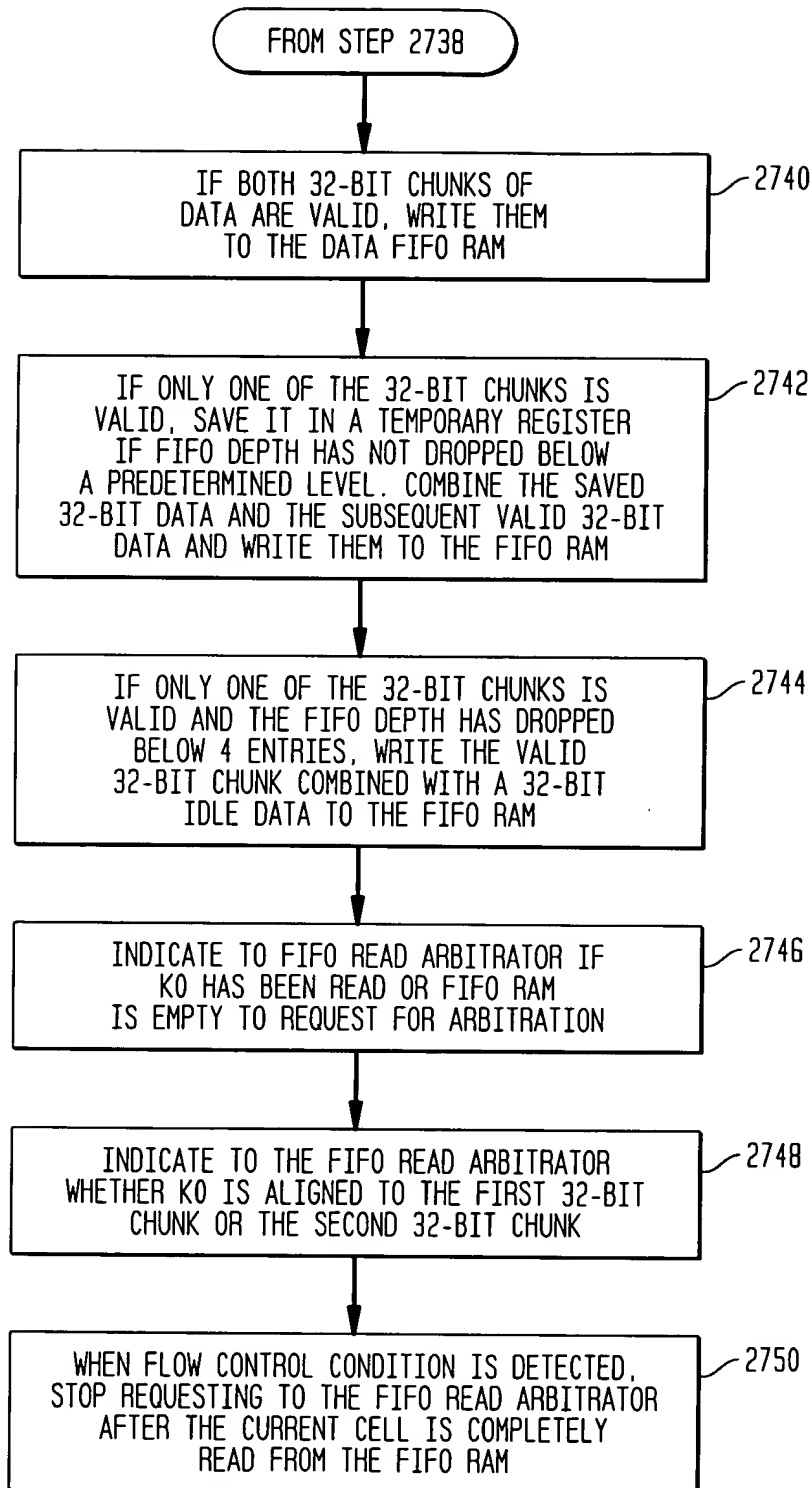 FROM STEP 2738
IF BOTH 32-BIT CHUNKS OF
DATA ARE VALID, WRITE THEM
TO THE DATA FIFO RAM
2740
IF ONLY ONE OF THE 32-BIT CHUNKS IS
VALID, SAVE IT IN A TEMPORARY REGISTER
IF FIFO DEPTH HAS NOT DROPPED BELOW
A PREDETERMINED LEVEL. COMBINE THE SAVED
32-BIT DATA AND THE SUBSEQUENT VALID 32-BIT
DATA AND WRITE THEM TO THE FIFO RAM
2742
IF ONLY ONE OF THE 32-BIT CHUNKS IS
VALID AND THE FIFO DEPTH HAS DROPPED
BELOW 4 ENTRIES, WRITE THE VALID
32-BIT CHUNK COMBINED WITH A 32-BIT
IDLE DATA TO THE FIFO RAM
2744
INDICATE TO FIFO READ ARBITRATOR IF
K0 HAS BEEN READ OR FIFO RAM
IS EMPTY TO REQUEST FOR ARBITRATION
2746
INDICATE TO THE FIFO READ ARBITRATOR
WHETHER K0 IS ALIGNED TO THE FIRST 32-BIT
CHUNK OR THE SECOND 32-BIT CHUNK
2748
WHEN FLOW CONTROL CONDITION IS DETECTED,
STOP REQUESTING TO THE FIFO READ ARBITRATOR
AFTER THE CURRENT CELL IS COMPLETELY
READ FROM THE FIFO RAM
2750